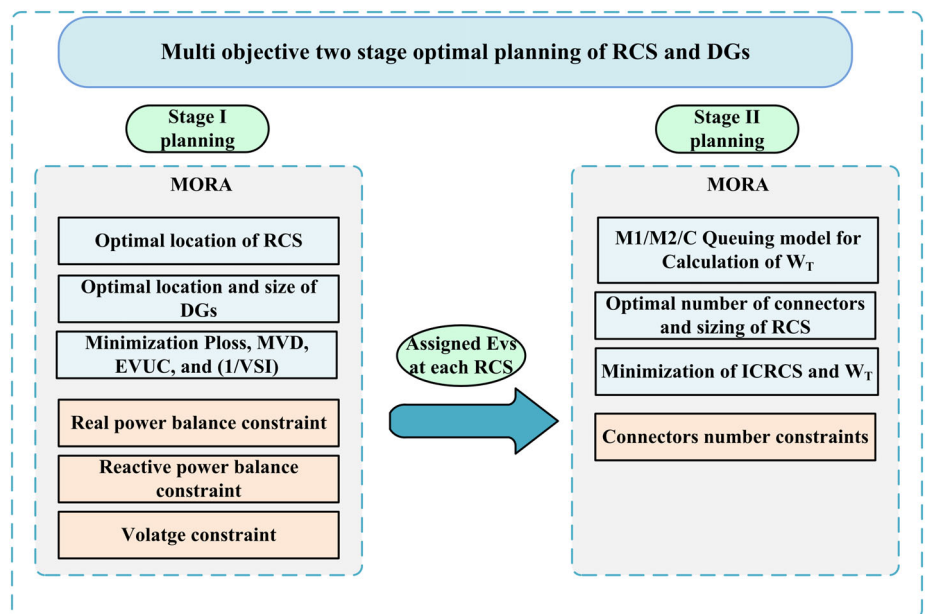 Multi objective two stage optimal planning of RCS and DGs
Stage I
planning
MORA
Optimal location of RCS
Optimal location and size of
DGs
Minimization Ploss, MVD,
EVUC, and (1/VSI)
Real power balance constraint
Reactive power balance
constraint
Volatge constraint
Assigned Evs
at each RCS
Stage II
planning
MORA
M1/M2/C Queuing model for
Calculation of W_T
Optimal number of connectors
and sizing of RCS
Minimization of ICRCS and W_T
Connectors number constraints